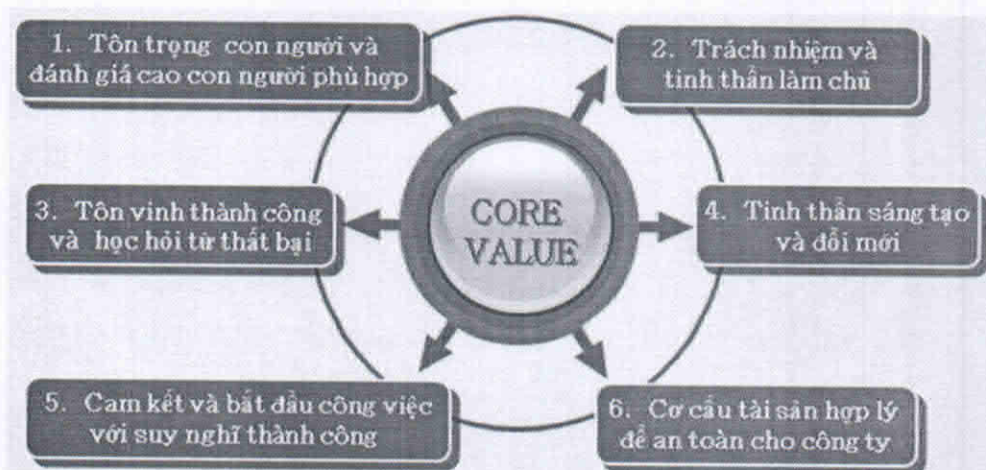 1. Tôn trọng con người và
đánh giá cao con người phù hợp
2. Trách nhiệm và
tinh thần làm chủ
3. Tôn vinh thành công
và học hỏi từ thất bại
CORE
VALUE
4. Tinh thần sáng tạo
và đổi mới
5. Cam kết và bắt đầu công việc
với suy nghĩ thành công
6. Cơ cấu tài sản hợp lý
để an toàn cho công ty